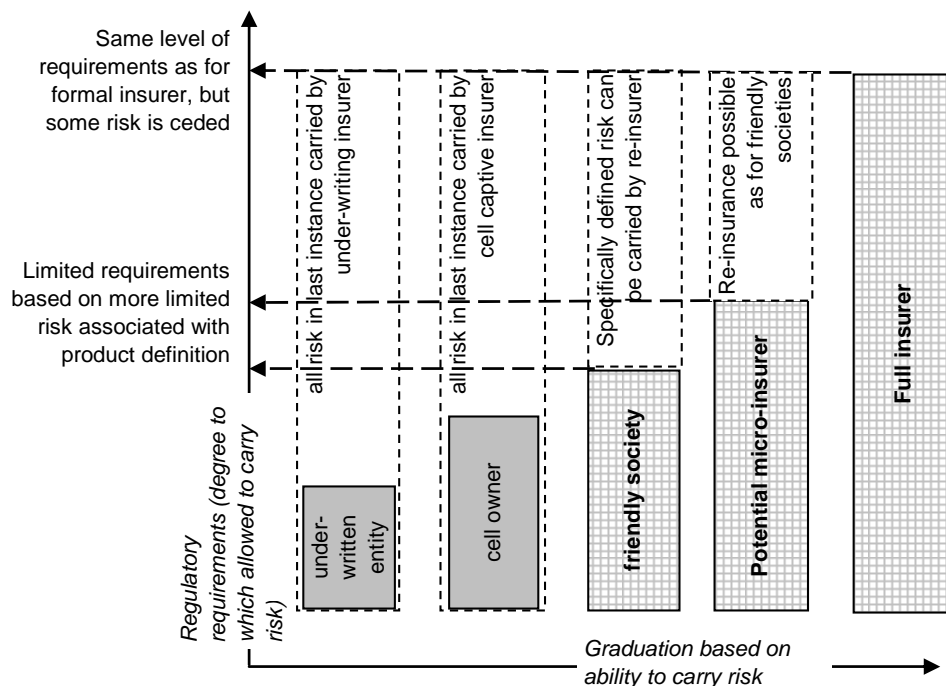 Same level of
requirements as for
formal insurer, but
some risk is ceded
Limited requirements
based on more limited
risk associated with
product definition
Regulatory
requirements (degree to
which allowed to carry
risk)
all risk in last instance carried by
under-writing insurer
under-
written
entity
all risk in last instance carried by
cell captive insurer
cell owner
Specifically defined risk can
be carried by re-insurer
friendly society
Re-insurance possible
as for friendly
societies
Potential micro-insurer
Full insurer
Graduation based on
ability to carry risk